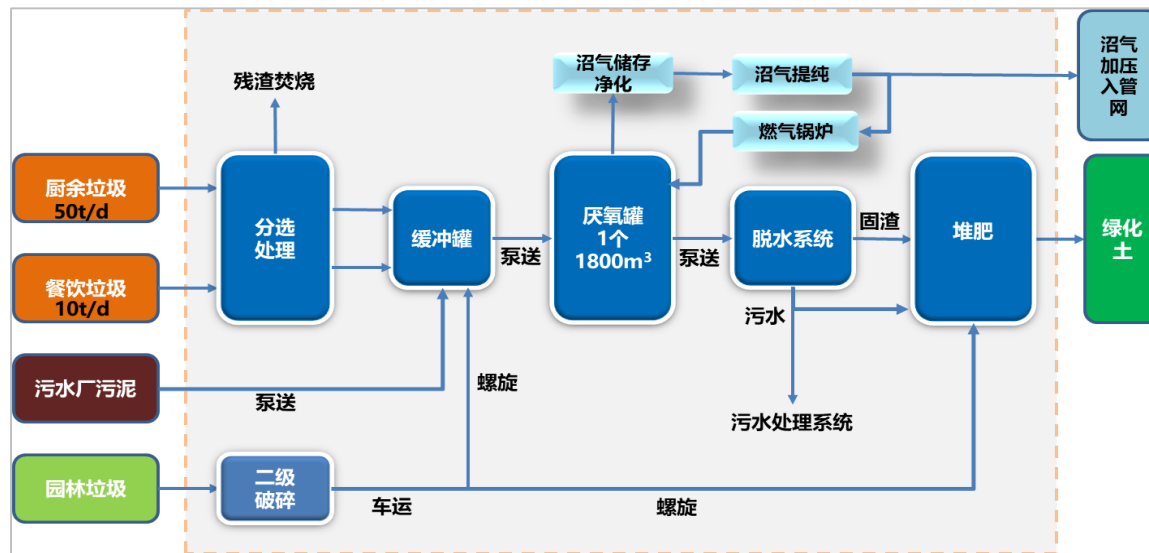 沼气储存
净化
沼气提纯
沼气
加压
入管
网
残渣焚烧
燃气锅炉
厨余垃圾
50t/d
分选
处理
缓冲罐
泵送
厌氧罐
1个
1800m³
泵送
脱水系统
固渣
堆肥
绿化
土
餐饮垃圾
10t/d
污水
污水厂污泥
泵送
螺旋
污水处理系统
园林垃圾
二级
破碎
车运
螺旋